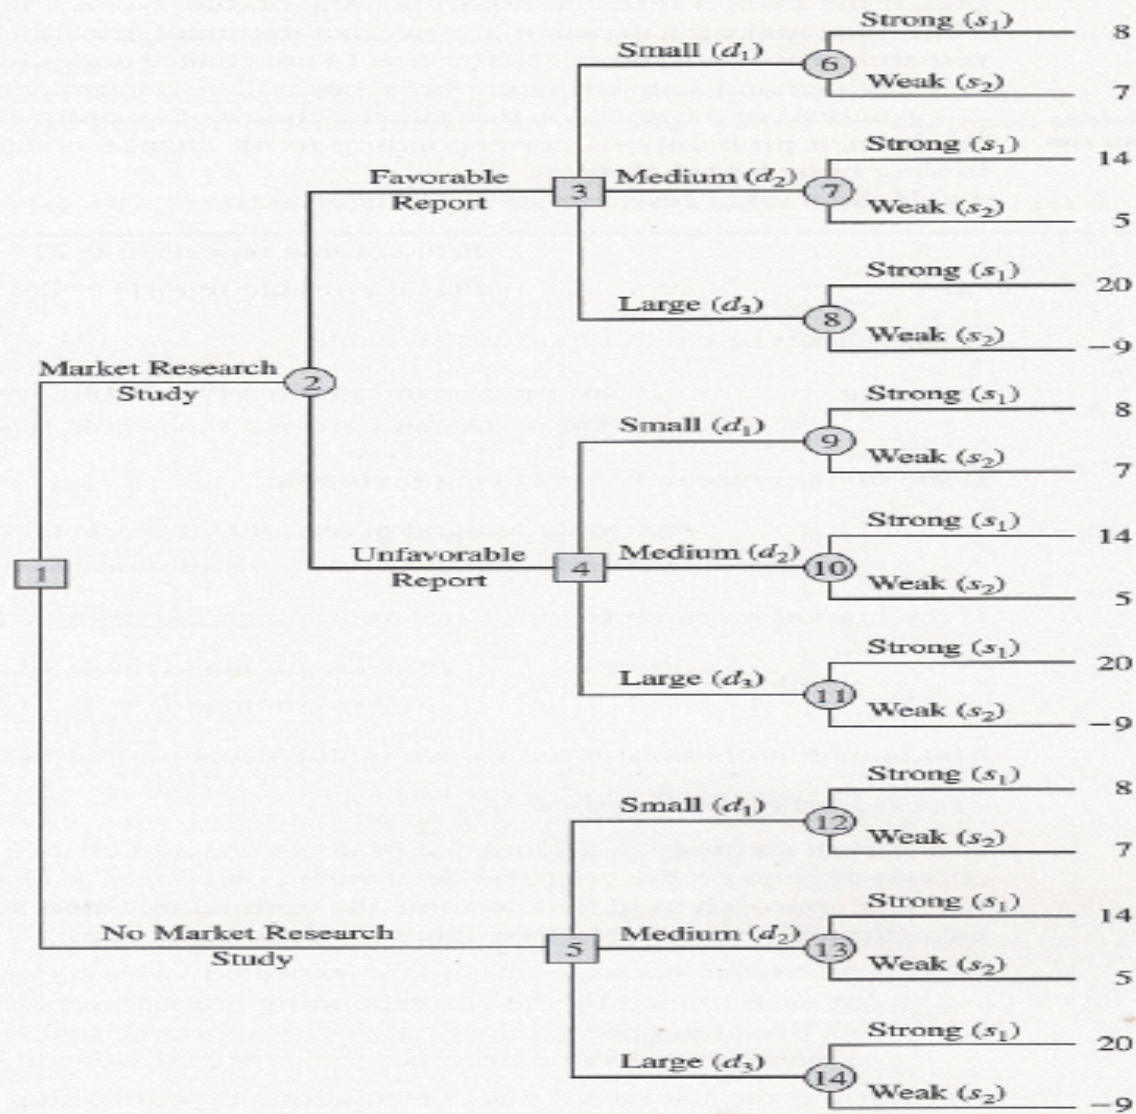 Strong (s₁) 8
Small (d₁) 6
Weak (s₂) 7
Strong (s₁) 14
Favorable 3 Medium (d₂) 7
Report Weak (s₂) 5
Strong (s₁) 20
Large (d₃) 8
Weak (s₂) −9
Market Research 2
Study
Strong (s₁) 8
Small (d₁) 9
Weak (s₂) 7
Strong (s₁) 14
Unfavorable 4 Medium (d₂) 10
Report Weak (s₂) 5
1
Strong (s₁) 20
Large (d₃) 11
Weak (s₂) −9
Strong (s₁) 8
Small (d₁) 12
Weak (s₂) 7
Strong (s₁) 14
No Market Research 5 Medium (d₂) 13
Study Weak (s₂) 5
Strong (s₁) 20
Large (d₃) 14
Weak (s₂) −9